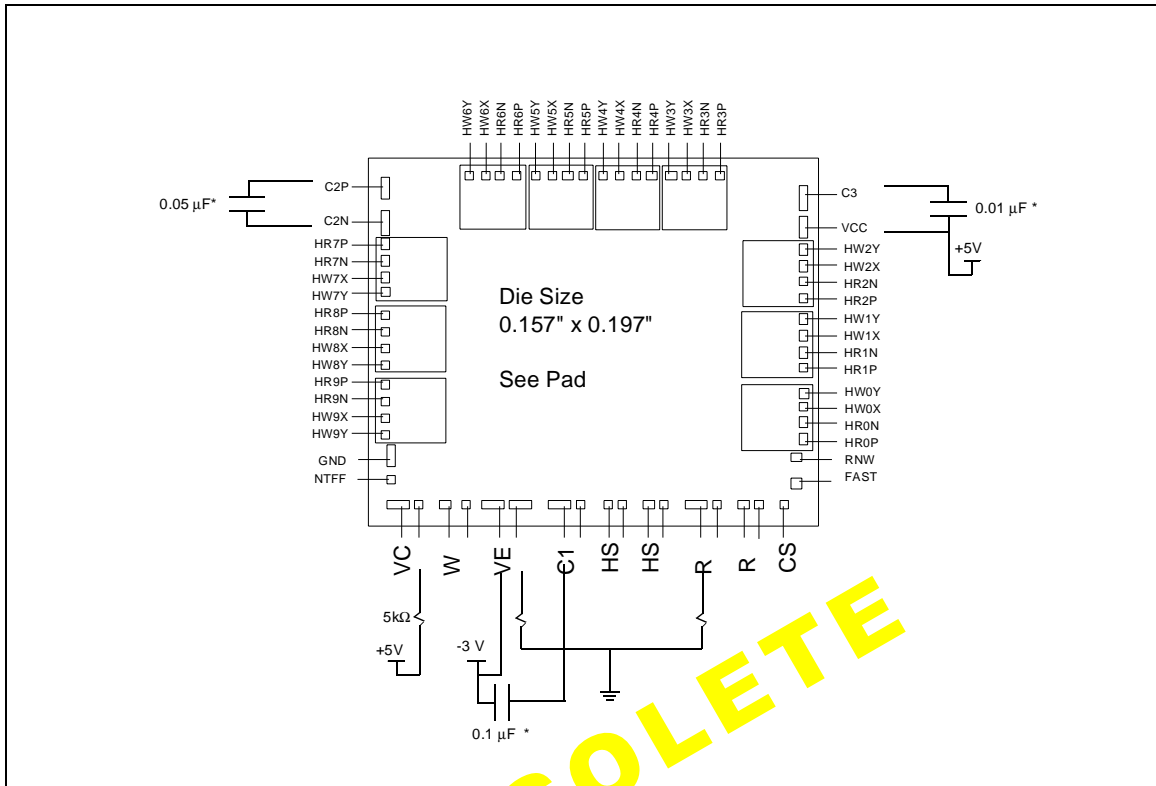 HW6Y
HW6X
HR6N
HR6P
HW5Y
HW5X
HR5N
HR5P
HW4Y
HW4X
HR4N
HR4P
HW3Y
HW3X
HR3N
HR3P
C2P
C2N
0.05 µF*
HR7P
HR7N
HW7X
HW7Y
HR8P
HR8N
HW8X
HW8Y
HR9P
HR9N
HW9X
HW9Y
GND
NTFF
Die Size
0.157" x 0.197"
See Pad
C3
VCC
0.01 µF *
+5V
HW2Y
HW2X
HR2N
HR2P
HW1Y
HW1X
HR1N
HR1P
HW0Y
HW0X
HR0N
HR0P
RNW
FAST
VC
W
VE
C1
HS
HS
R
R
CS
5kΩ
+5V
-3 V
0.1 µF *
SOLETE